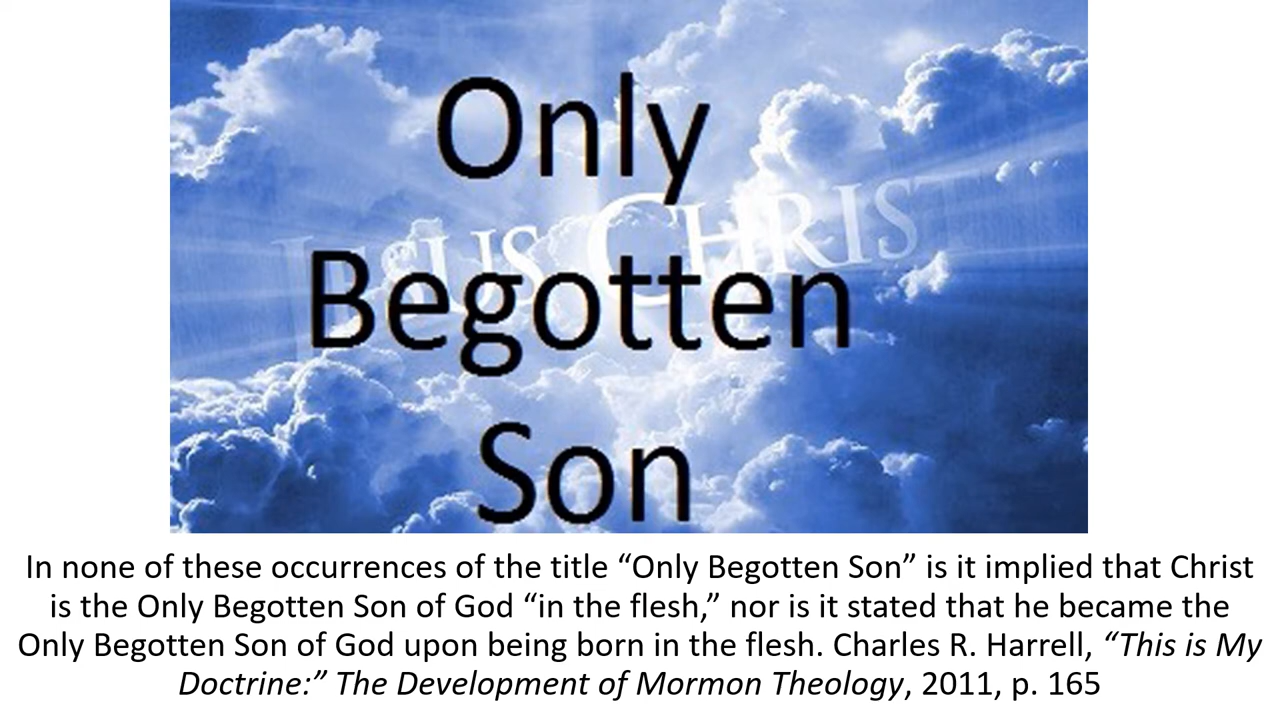 Only
JESUS CHRIST
Begotten
Son
In none of these occurrences of the title “Only Begotten Son” is it implied that Christ
is the Only Begotten Son of God “in the flesh,” nor is it stated that he became the
Only Begotten Son of God upon being born in the flesh. Charles R. Harrell, “This is My
Doctrine:” The Development of Mormon Theology, 2011, p. 165